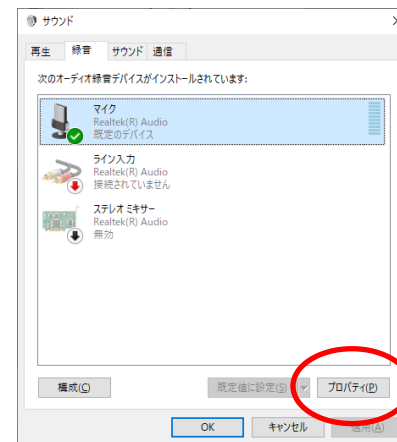 サウンド
再生 録音 サウンド 通信
次のオーディオ録音デバイスがインストールされています:
マイク
Realtek(R) Audio
既定のデバイス
ライン入力
Realtek(R) Audio
接続されていません
ステレオ ミキサー
Realtek(R) Audio
無効
構成(C) 既定値に設定(S) プロパティ(P)
OK キャンセル 適用(A)